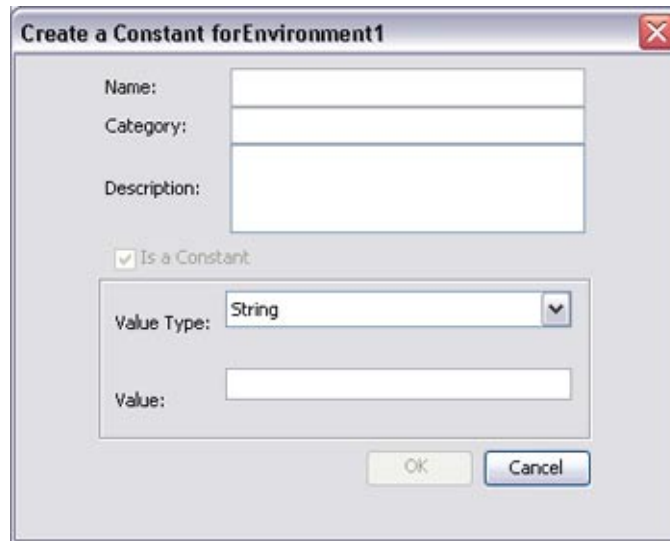 Create a Constant forEnvironment1
Name:
Category:
Description:
Is a Constant
Value Type:
String
Value:
OK
Cancel